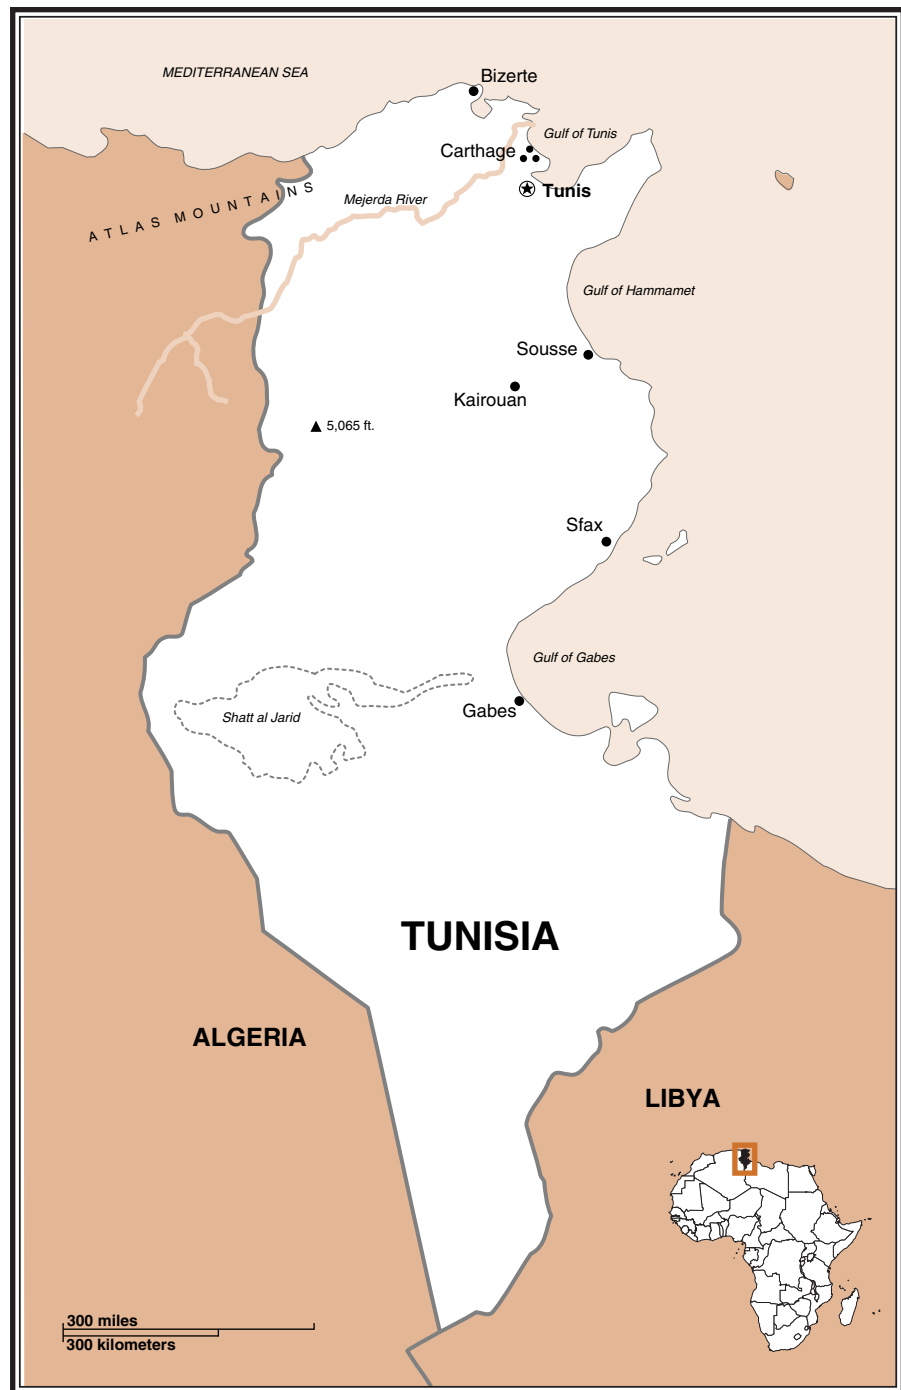 MEDITERRANEAN SEA
Bizerte
Gulf of Tunis
Carthage
ATLAS MOUNTAINS
Mejerda River
Tunis
Gulf of Hammamet
Sousse
Kairouan
5,065 ft.
Sfax
Gulf of Gabes
Shatt al Jarid
Gabes
TUNISIA
ALGERIA
LIBYA
300 miles
300 kilometers